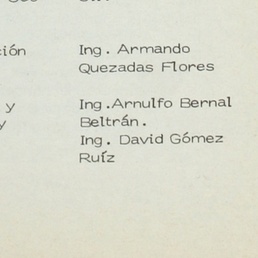 ción
Ing. Armando
Quezadas Flores
y
Ing.Arnulfo Bernal
y
Beltrán.
Ing. David Gómez
Ruíz